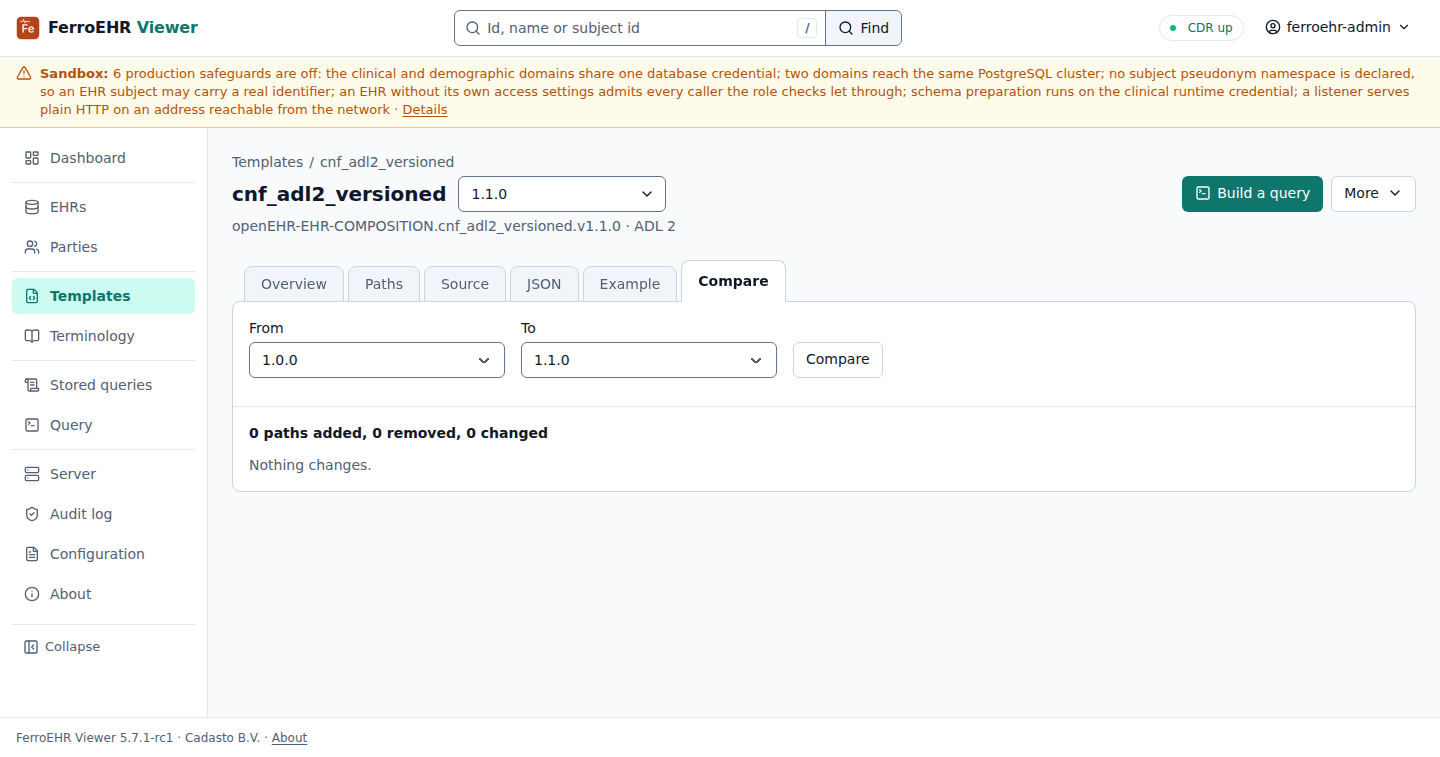 FerroEHR Viewer
Id, name or subject id
/
Find
CDR up
ferroehr-admin
Sandbox: 6 production safeguards are off: the clinical and demographic domains share one database credential; two domains reach the same PostgreSQL cluster; no subject pseudonym namespace is declared,
so an EHR subject may carry a real identifier; an EHR without its own access settings admits every caller the role checks let through; schema preparation runs on the clinical runtime credential; a listener serves
plain HTTP on an address reachable from the network · Details
Dashboard
EHRs
Parties
Templates
Terminology
Stored queries
Query
Server
Audit log
Configuration
About
Collapse
Templates / cnf_adl2_versioned
cnf_adl2_versioned
1.1.0
Build a query
More
openEHR-EHR-COMPOSITION.cnf_adl2_versioned.v1.1.0 · ADL 2
Overview
Paths
Source
JSON
Example
Compare
From
To
1.0.0
1.1.0
Compare
0 paths added, 0 removed, 0 changed
Nothing changes.
FerroEHR Viewer 5.7.1-rc1 · Cadasto B.V. · About